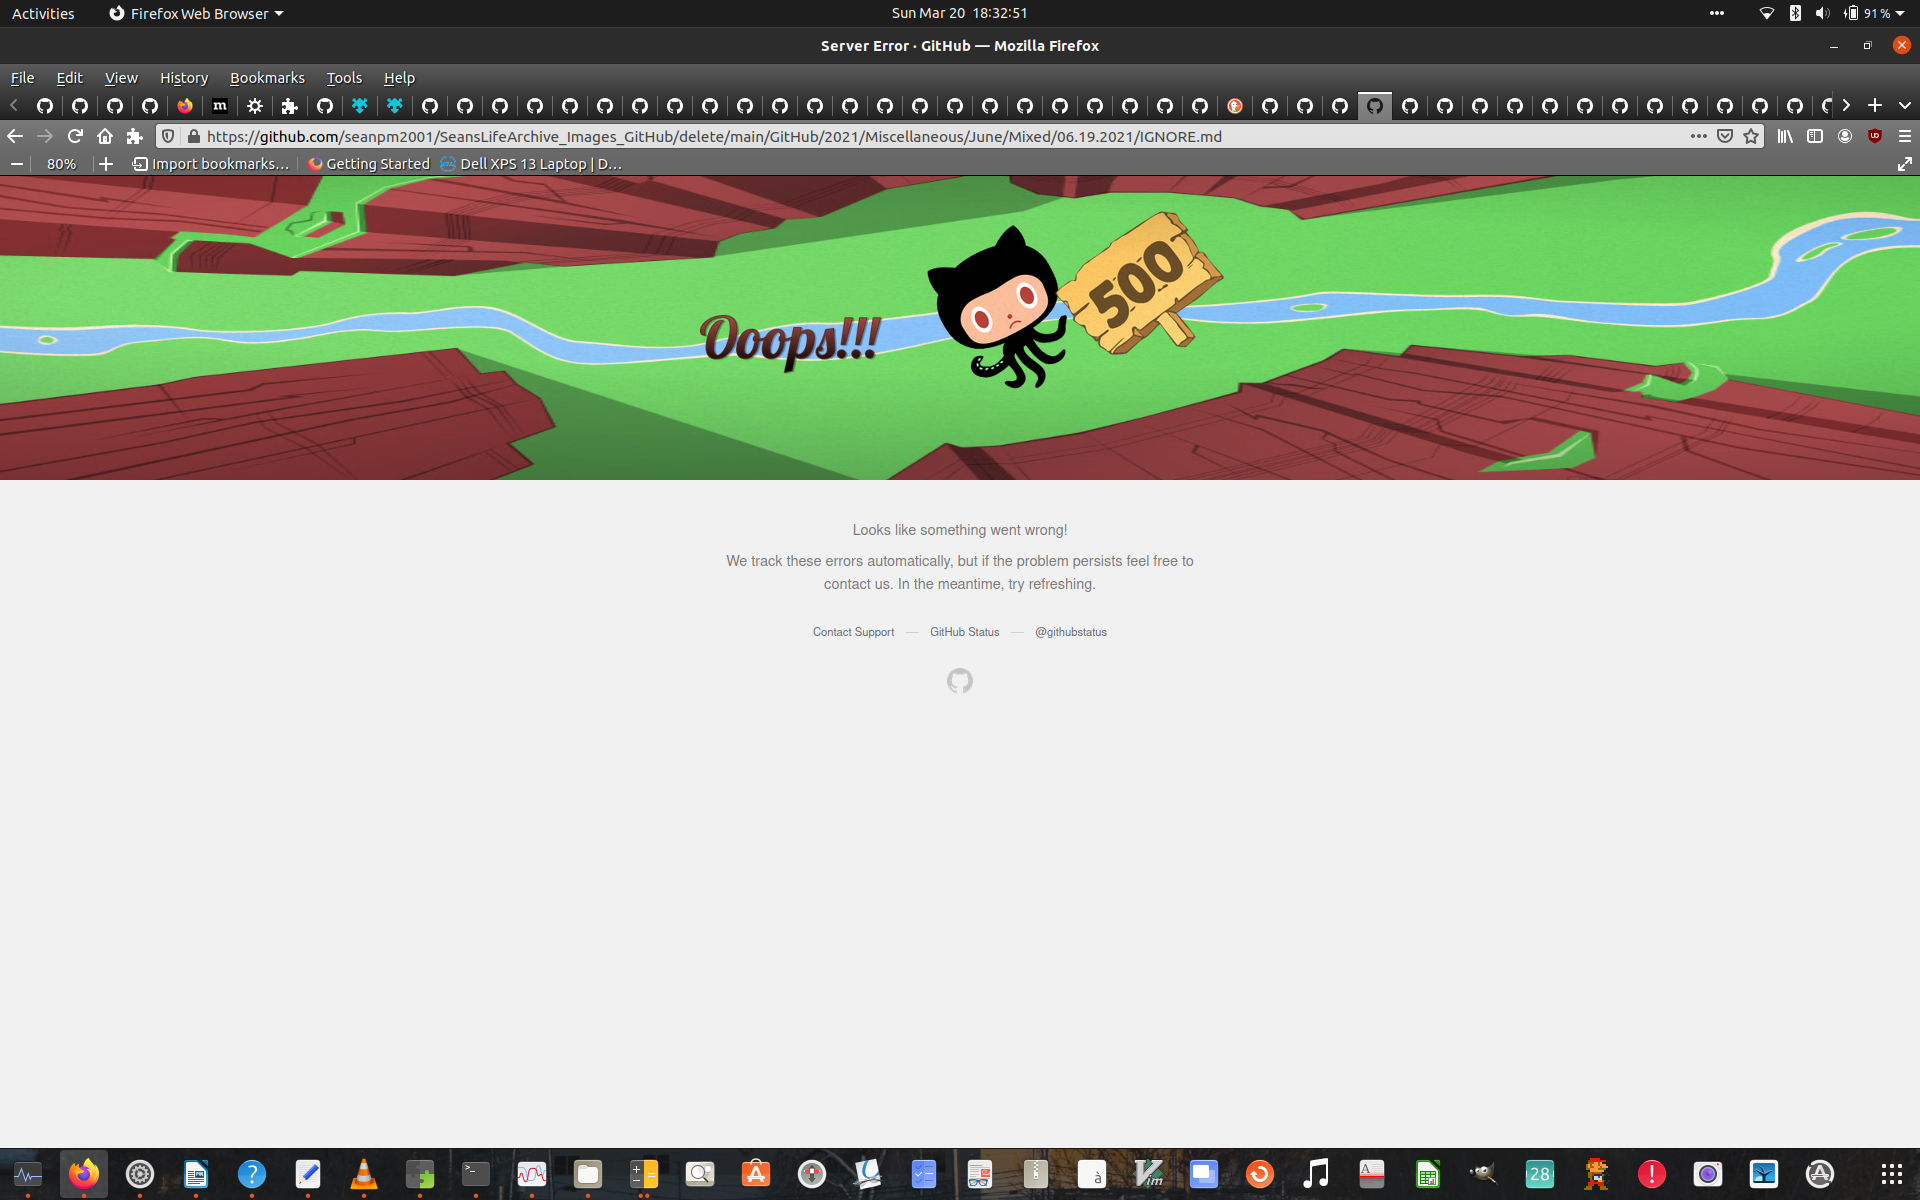 Activities
Firefox Web Browser
Sun Mar 20 18:32:51
91 %
Server Error · GitHub — Mozilla Firefox
File Edit View History Bookmarks Tools Help
https://github.com/seanpm2001/SeansLifeArchive_Images_GitHub/delete/main/GitHub/2021/Miscellaneous/June/Mixed/06.19.2021/IGNORE.md
80%
Import bookmarks…
Getting Started
Dell XPS 13 Laptop | D…
Ooops!!!
500
Looks like something went wrong!
We track these errors automatically, but if the problem persists feel free to
contact us. In the meantime, try refreshing.
Contact Support — GitHub Status — @githubstatus
28